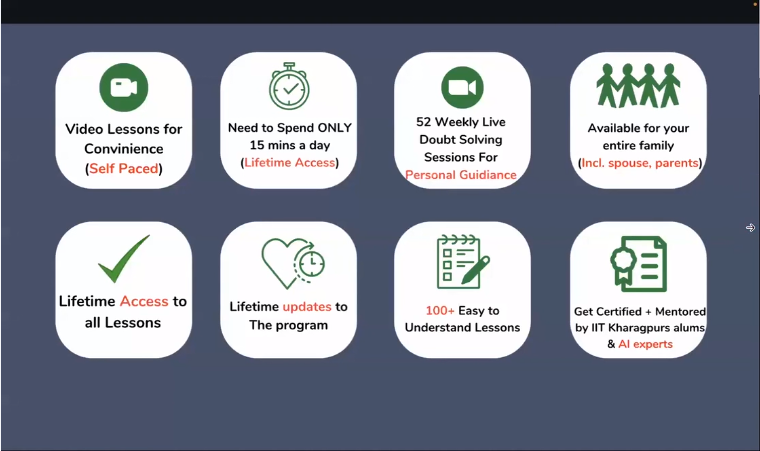 Video Lessons for
Convinience
(Self Paced)
Need to Spend ONLY
15 mins a day
(Lifetime Access)
52 Weekly Live
Doubt Solving
Sessions For
Personal Guidiance
Available for your
entire family
(Incl. spouse, parents)
Lifetime Access to
all Lessons
Lifetime updates to
The program
100+ Easy to
Understand Lessons
Get Certified + Mentored
by IIT Kharagpurs alums
& AI experts